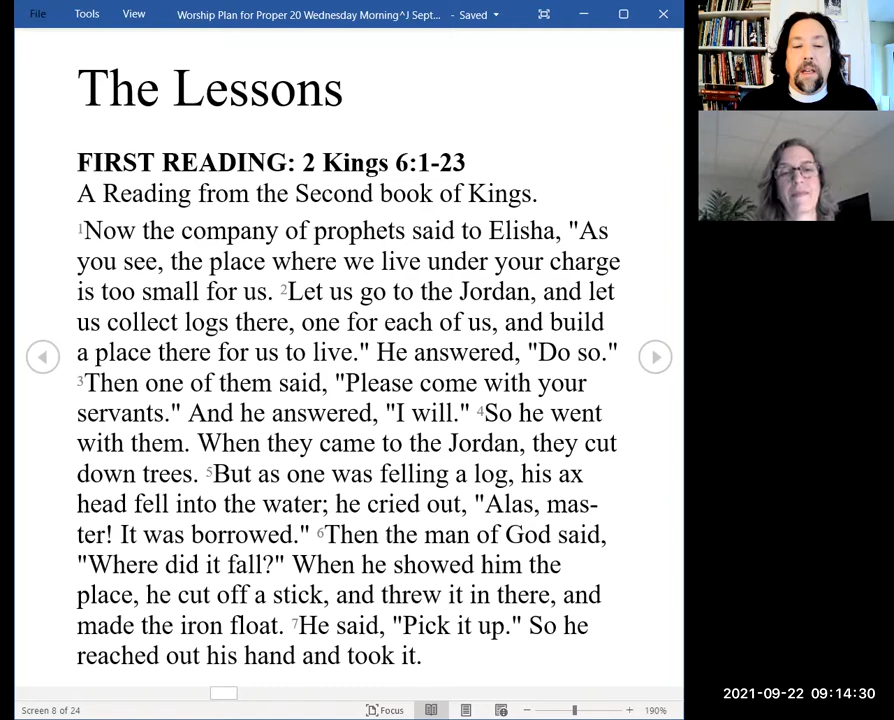 File Tools View Worship Plan for Proper 20 Wednesday Morning^J Sept... - Saved
The Lessons
FIRST READING: 2 Kings 6:1-23
A Reading from the Second book of Kings.
1Now the company of prophets said to Elisha, "As
you see, the place where we live under your charge
is too small for us. 2Let us go to the Jordan, and let
us collect logs there, one for each of us, and build
a place there for us to live." He answered, "Do so."
3Then one of them said, "Please come with your
servants." And he answered, "I will." 4So he went
with them. When they came to the Jordan, they cut
down trees. 5But as one was felling a log, his ax
head fell into the water; he cried out, "Alas, mas-
ter! It was borrowed." 6Then the man of God said,
"Where did it fall?" When he showed him the
place, he cut off a stick, and threw it in there, and
made the iron float. 7He said, "Pick it up." So he
reached out his hand and took it.
Screen 8 of 24 Focus 190%
2021-09-22 09:14:30